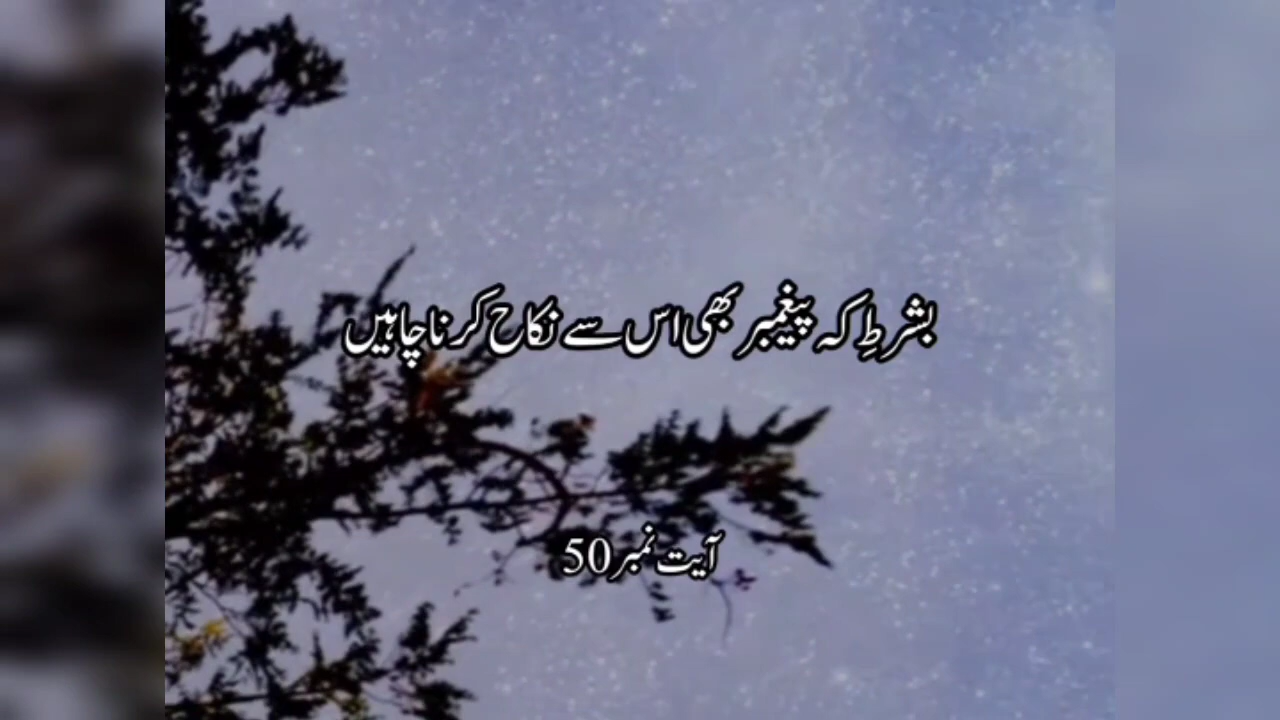 بشرطِ کہ پیغمبر بھی اس سے نکاح کرنا چاہیں
آیت نمبر 50